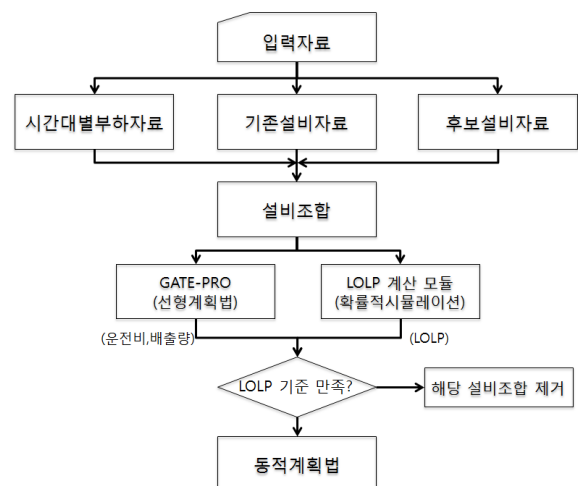 입력자료
시간대별부하자료
기존설비자료
후보설비자료
설비조합
GATE-PRO
(선형계획법)
LOLP 계산 모듈
(확률적시뮬레이션)
(운전비,배출량)
(LOLP)
LOLP 기준 만족?
해당 설비조합 제거
동적계획법